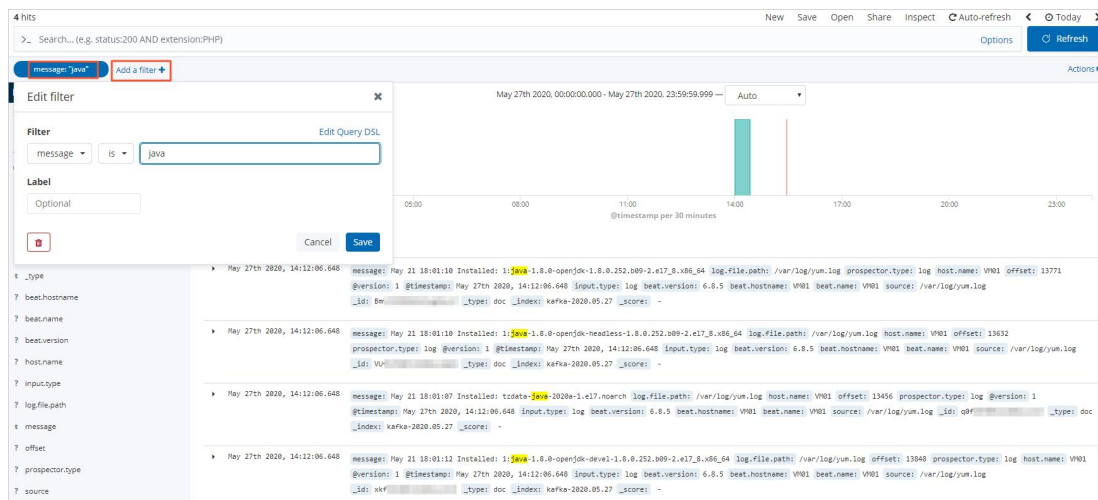 4 hits
New Save Open Share Inspect C Auto-refresh Today
>_ Search... (e.g. status:200 AND extension:PHP)
Options
Refresh
message: "java"
Add a filter +
Actions
Edit filter
May 27th 2020, 00:00:00.000 - May 27th 2020, 23:59:59.999 —
Auto
Filter
Edit Query DSL
message
is
java
Label
Optional
Cancel
Save
05:00
08:00
11:00
14:00
17:00
20:00
23:00
@timestamp per 30 minutes
t _type
? beat.hostname
? beat.name
? beat.version
? host.name
? input.type
? log.file.path
t message
? offset
? prospector.type
? source
May 27th 2020, 14:12:06.648
message: May 21 18:01:10 Installed: 1:java-1.8.0-openjdk-1.8.0.252.b09-2.el7_8.x86_64 log.file.path: /var/log/yum.log prospector.type: log host.name: VM01 offset: 13771
@version: 1 @timestamp: May 27th 2020, 14:12:06.648 input.type: log beat.version: 6.8.5 beat.hostname: VM01 beat.name: VM01 source: /var/log/yum.log
_id: _type: doc _index: kafka-2020.05.27 _score: -
May 27th 2020, 14:12:06.648
message: May 21 18:01:10 Installed: 1:java-1.8.0-openjdk-headless-1.8.0.252.b09-2.el7_8.x86_64 log.file.path: /var/log/yum.log host.name: VM01 offset: 13632
prospector.type: log @version: 1 @timestamp: May 27th 2020, 14:12:06.648 input.type: log beat.version: 6.8.5 beat.hostname: VM01 beat.name: VM01 source: /var/log/yum.log
_id: _type: doc _index: kafka-2020.05.27 _score: -
May 27th 2020, 14:12:06.648
message: May 21 18:01:07 Installed: tzdata-java-2020a-1.el7.noarch log.file.path: /var/log/yum.log host.name: VM01 offset: 13456 prospector.type: log @version: 1
@timestamp: May 27th 2020, 14:12:06.648 input.type: log beat.version: 6.8.5 beat.hostname: VM01 beat.name: VM01 source: /var/log/yum.log _id: _type: doc
_index: kafka-2020.05.27 _score: -
May 27th 2020, 14:12:06.648
message: May 21 18:01:12 Installed: 1:java-1.8.0-openjdk-devel-1.8.0.252.b09-2.el7_8.x86_64 log.file.path: /var/log/yum.log offset: 13848 prospector.type: log host.name: VM01
@version: 1 @timestamp: May 27th 2020, 14:12:06.648 input.type: log beat.version: 6.8.5 beat.hostname: VM01 beat.name: VM01 source: /var/log/yum.log
_id: _type: doc _index: kafka-2020.05.27 _score: -